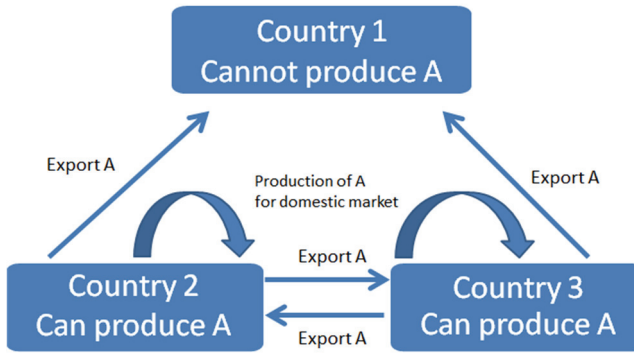 Country 1
Cannot produce A
Export A
Production of A
for domestic market
Export A
Export A
Country 2
Can produce A
Country 3
Can produce A
Export A